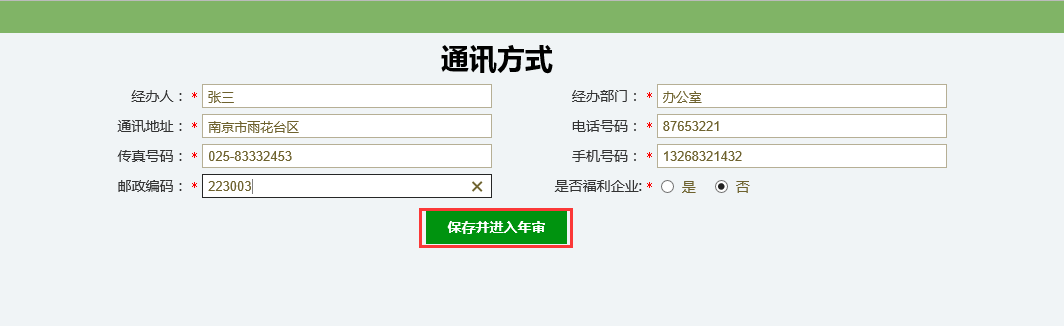 通讯方式
经办人： * 张三 经办部门： * 办公室
通讯地址： * 南京市雨花台区 电话号码： * 87653221
传真号码： * 025-83332453 手机号码： * 13268321432
邮政编码： * 223003 是否福利企业: * 是 否
保存并进入年审